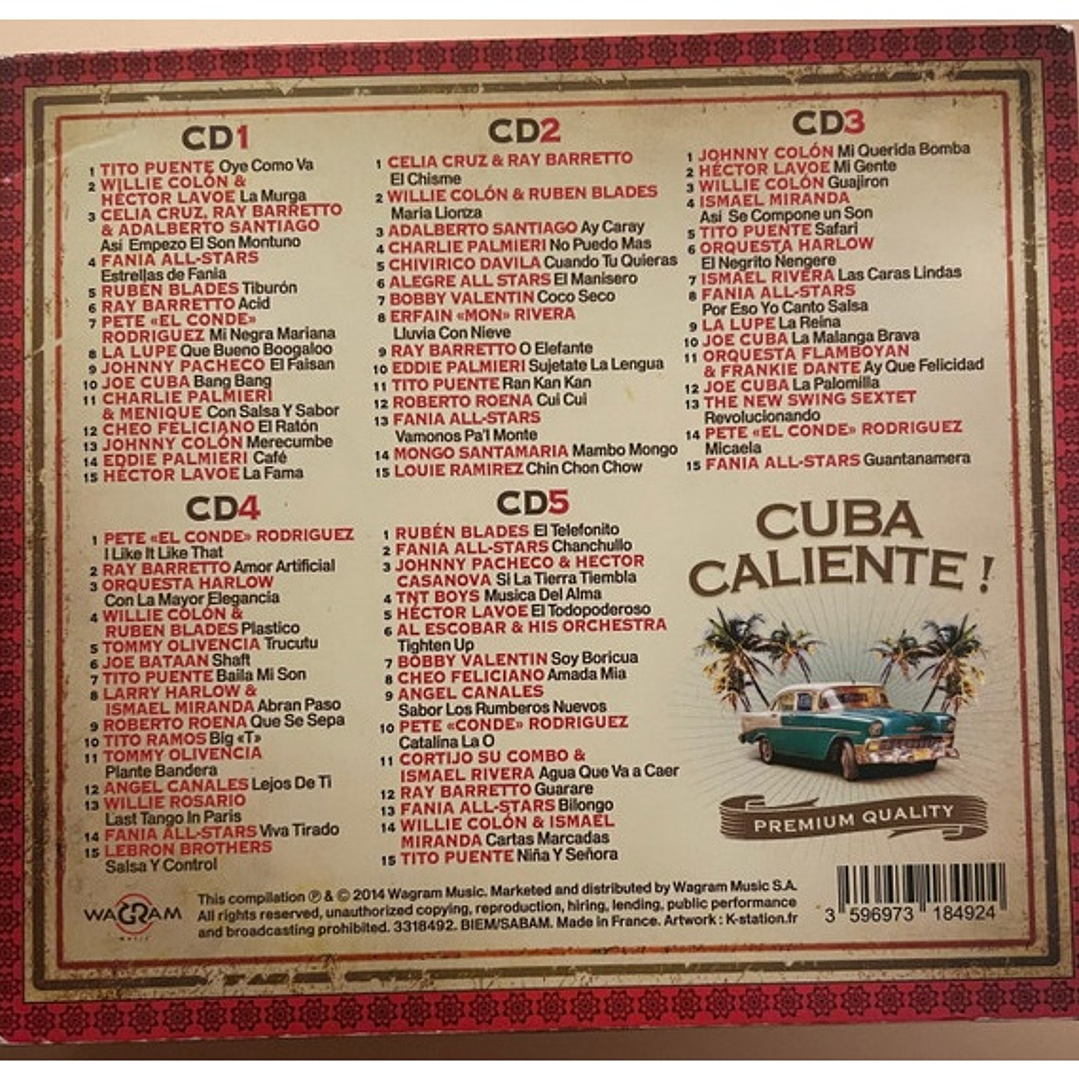 CD1
1 TITO PUENTE Oye Como Va
2 WILLIE COLÓN &
HÉCTOR LAVOE La Murga
3 CELIA CRUZ, RAY BARRETTO
& ADALBERTO SANTIAGO
Asi Empezo El Son Montuno
4 FANIA ALL-STARS
Estrellas de Fania
5 RUBÉN BLADES Tiburón
6 RAY BARRETTO Acid
7 PETE «EL CONDE»
RODRIGUEZ Mi Negra Mariana
8 LA LUPE Que Bueno Boogaloo
9 JOHNNY PACHECO El Faisan
10 JOE CUBA Bang Bang
11 CHARLIE PALMIERI
& MENIQUE Con Salsa Y Sabor
12 CHEO FELICIANO El Ratón
13 JOHNNY COLÓN Merecumbe
14 EDDIE PALMIERI Café
15 HÉCTOR LAVOE La Fama
CD2
1 CELIA CRUZ & RAY BARRETTO
El Chisme
2 WILLIE COLÓN & RUBEN BLADES
Maria Lionza
3 ADALBERTO SANTIAGO Ay Caray
4 CHARLIE PALMIERI No Puedo Mas
5 CHIVIRICO DAVILA Cuando Tu Quieras
6 ALEGRE ALL STARS El Manisero
7 BOBBY VALENTIN Coco Seco
8 ERFAIN «MON» RIVERA
Lluvia Con Nieve
9 RAY BARRETTO O Elefante
10 EDDIE PALMIERI Sujetate La Lengua
11 TITO PUENTE Ran Kan Kan
12 ROBERTO ROENA Cui Cui
13 FANIA ALL-STARS
Vamonos Pa'l Monte
14 MONGO SANTAMARIA Mambo Mongo
15 LOUIE RAMIREZ Chin Chon Chow
CD3
1 JOHNNY COLÓN Mi Querida Bomba
2 HÉCTOR LAVOE Mi Gente
3 WILLIE COLÓN Guajiron
4 ISMAEL MIRANDA
Asi Se Compone un Son
5 TITO PUENTE Safari
6 ORQUESTA HARLOW
El Negrito Nengere
7 ISMAEL RIVERA Las Caras Lindas
8 FANIA ALL-STARS
Por Eso Yo Canto Salsa
9 LA LUPE La Reina
10 JOE CUBA La Malanga Brava
11 ORQUESTA FLAMBOYAN
& FRANKIE DANTE Ay Que Felicidad
12 JOE CUBA La Palomilla
13 THE NEW SWING SEXTET
Revolucionando
14 PETE «EL CONDE» RODRIGUEZ
Micaela
15 FANIA ALL-STARS Guantanamera
CD4
1 PETE «EL CONDE» RODRIGUEZ
I Like It Like That
2 RAY BARRETTO Amor Artificial
3 ORQUESTA HARLOW
Con La Mayor Elegancia
4 WILLIE COLÓN &
RUBEN BLADES Plastico
5 TOMMY OLIVENCIA Trucutu
6 JOE BATAAN Shaft
7 TITO PUENTE Baila Mi Son
8 LARRY HARLOW &
ISMAEL MIRANDA Abran Paso
9 ROBERTO ROENA Que Se Sepa
10 TITO RAMOS Big «T»
11 TOMMY OLIVENCIA
Plante Bandera
12 ANGEL CANALES Lejos De Ti
13 WILLIE ROSARIO
Last Tango In Paris
14 FANIA ALL-STARS Viva Tirado
15 LEBRON BROTHERS
Salsa Y Control
CD5
1 RUBÉN BLADES El Telefonito
2 FANIA ALL-STARS Chanchullo
3 JOHNNY PACHECO & HECTOR
CASANOVA Si La Tierra Tiembla
4 TNT BOYS Musica Del Alma
5 HÉCTOR LAVOE El Todopoderoso
6 AL ESCOBAR & HIS ORCHESTRA
Tighten Up
7 BOBBY VALENTIN Soy Boricua
8 CHEO FELICIANO Amada Mia
9 ANGEL CANALES
Sabor Los Rumberos Nuevos
10 PETE «CONDE» RODRIGUEZ
Catalina La O
11 CORTIJO SU COMBO &
ISMAEL RIVERA Agua Que Va a Caer
12 RAY BARRETTO Guarare
13 FANIA ALL-STARS Bilongo
14 WILLIE COLÓN & ISMAEL
MIRANDA Cartas Marcadas
15 TITO PUENTE Niña Y Señora
CUBA
CALIENTE !
PREMIUM QUALITY
WAGRAM
MUSIC
This compilation ℗ & © 2014 Wagram Music. Marketed and distributed by Wagram Music S.A.
All rights reserved, unauthorized copying, reproduction, hiring, lending, public performance
and broadcasting prohibited. 3318492. BIEM/SABAM. Made in France. Artwork : K-station.fr
3 596973 184924